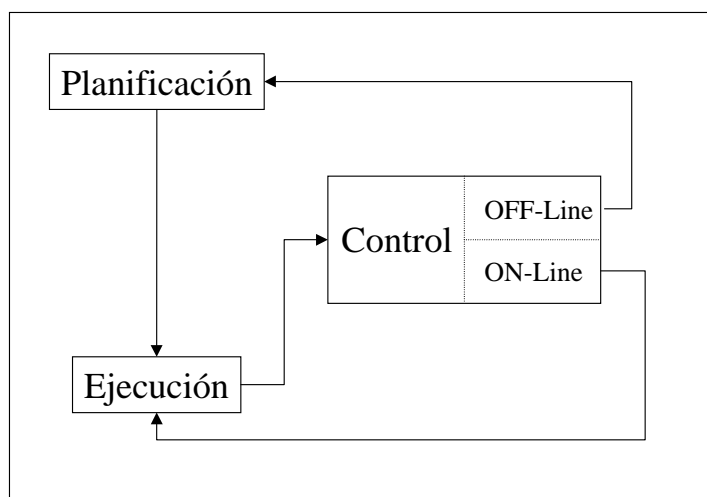 Planificación
OFF-Line
Control
ON-Line
Ejecución